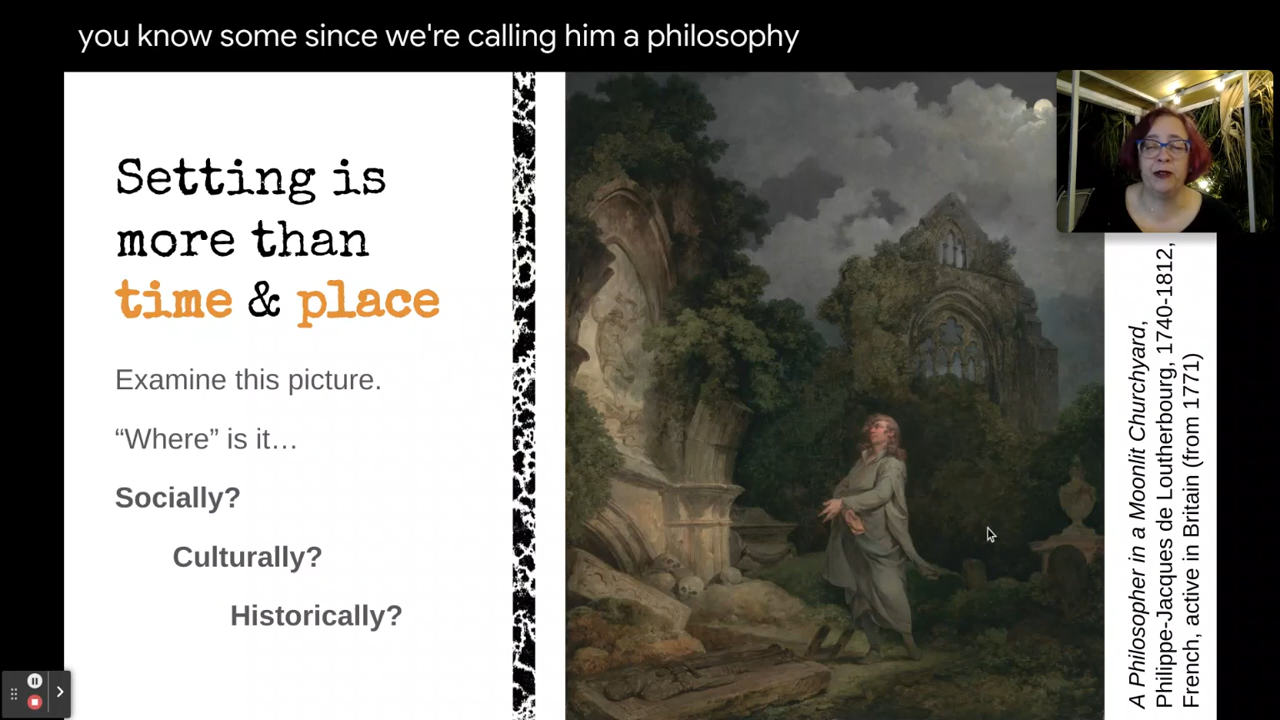 you know some since we're calling him a philosophy
Setting is
more than
time & place
Examine this picture.
“Where” is it…
Socially?
Culturally?
Historically?
A Philosopher in a Moonlit Churchyard,
Philippe-Jacques de Loutherbourg, 1740-1812,
French, active in Britain (from 1771)